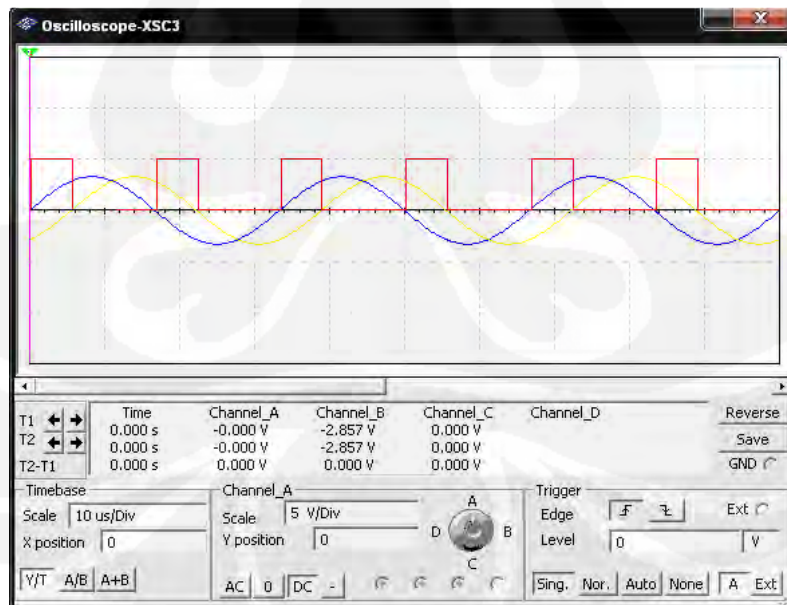 Oscilloscope-XSC3
Time Channel_A Channel_B Channel_C Channel_D
T1 0.000 s -0.000 V -2.857 V 0.000 V
T2 0.000 s -0.000 V -2.857 V 0.000 V
T2-T1 0.000 s 0.000 V 0.000 V 0.000 V
Reverse
Save
GND
Timebase
Scale 10 us/Div
X position 0
Y/T A/B A+B
Channel_A
Scale 5 V/Div
Y position 0
AC 0 DC -
A
D B
C
Trigger
Edge Ext
Level 0 V
Sing. Nor. Auto None A Ext